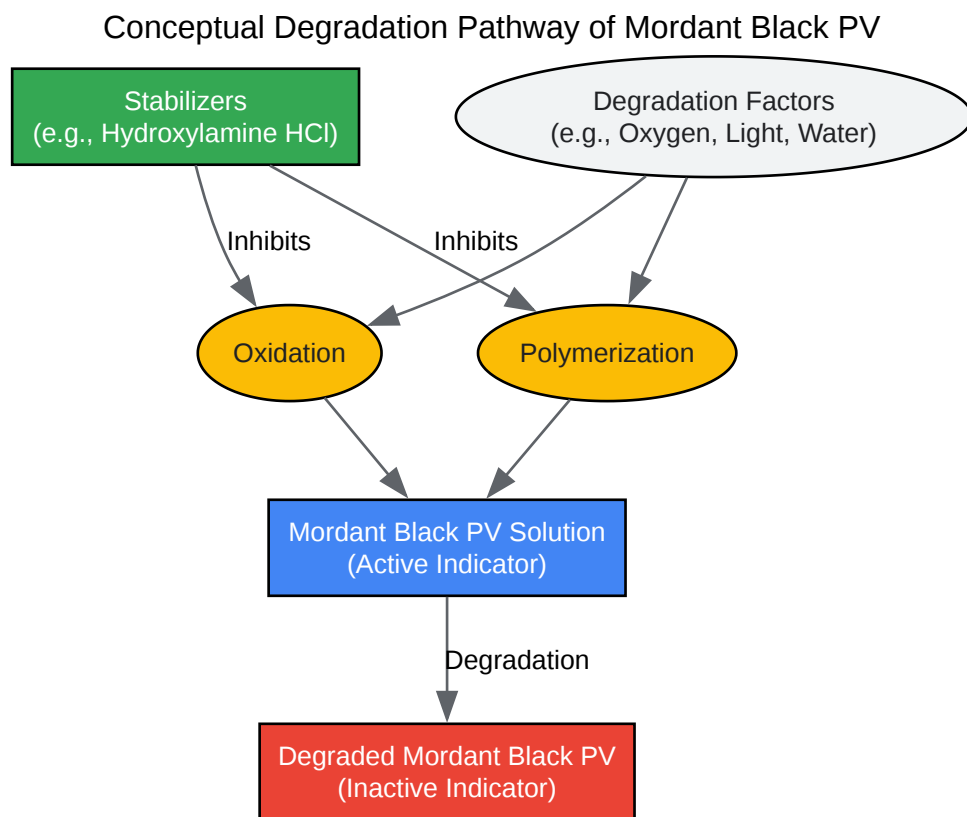 Conceptual Degradation Pathway of Mordant Black PV
Stabilizers
(e.g., Hydroxylamine HCl)
Degradation Factors
(e.g., Oxygen, Light, Water)
Inhibits
Inhibits
Oxidation
Polymerization
Mordant Black PV Solution
(Active Indicator)
Degradation
Degraded Mordant Black PV
(Inactive Indicator)